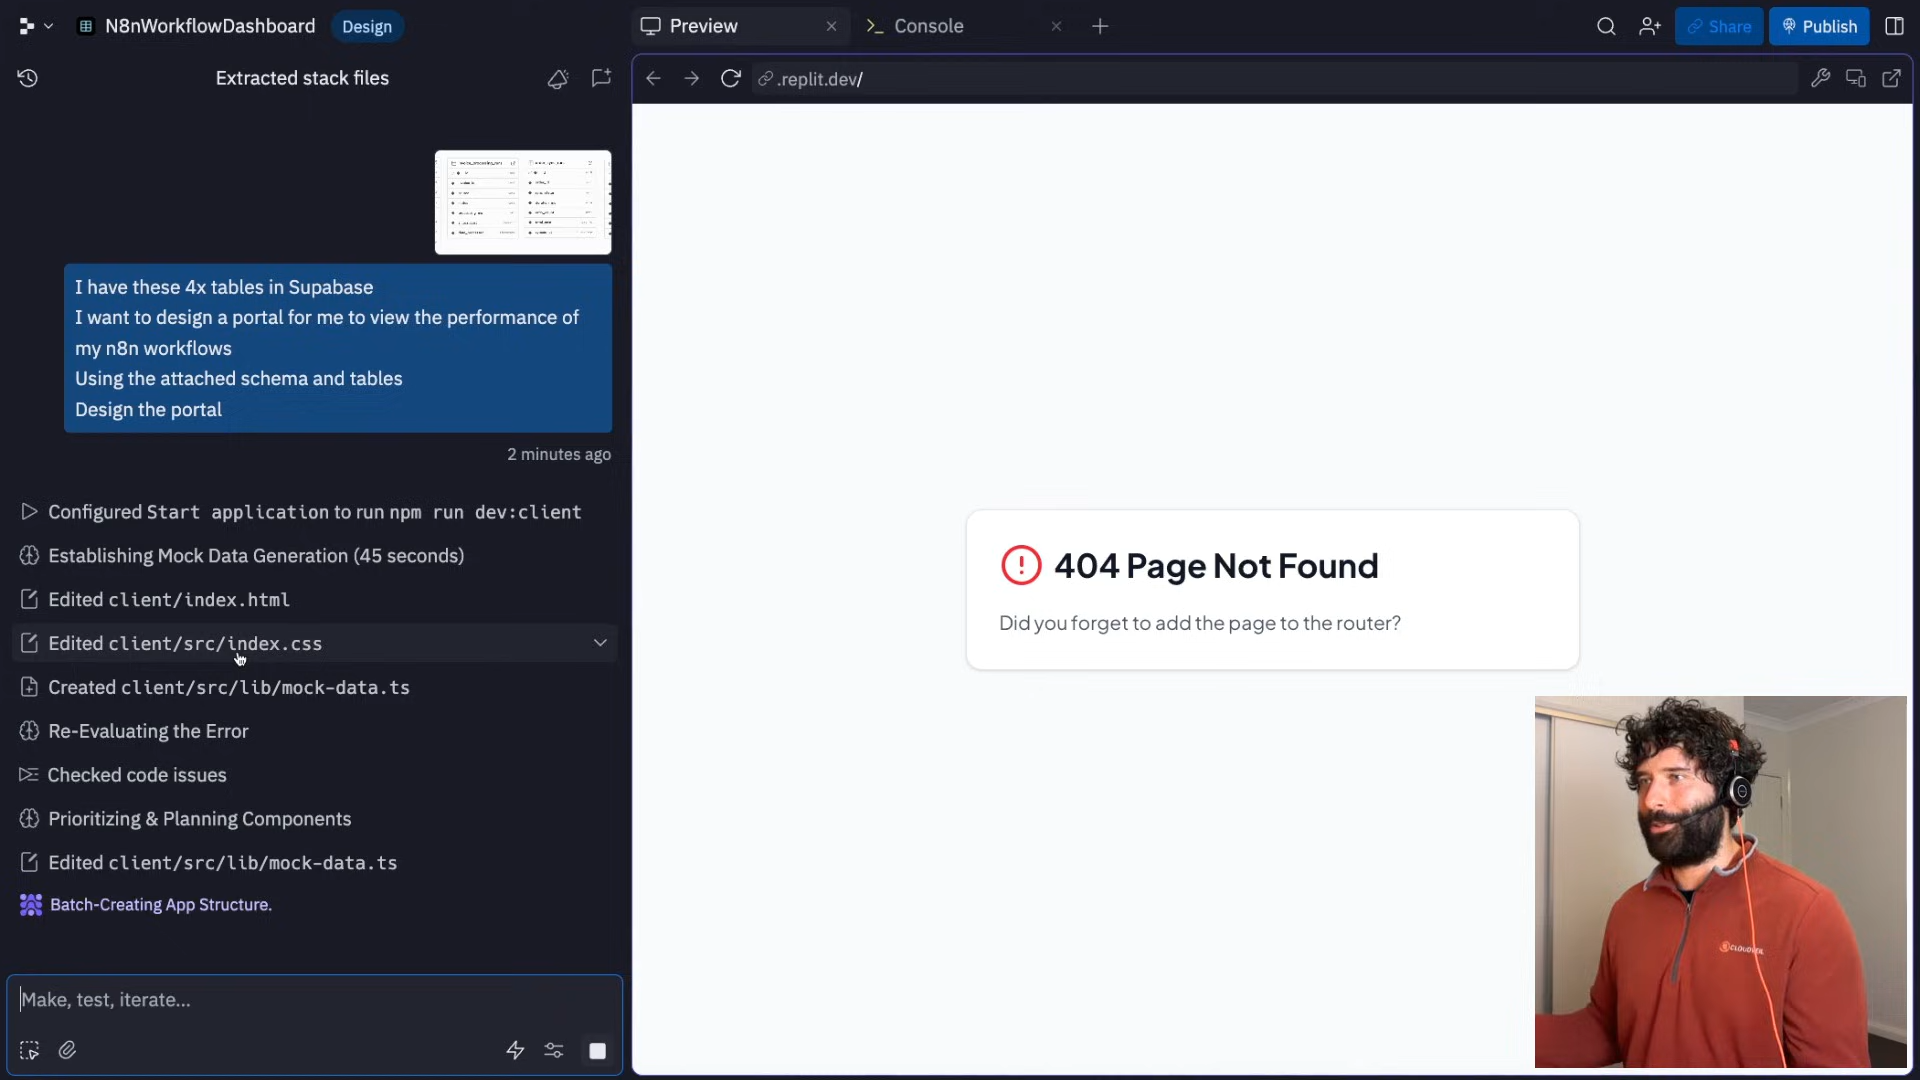 N8nWorkflowDashboard
Design
Preview
Console
Share
Publish
Extracted stack files
.replit.dev/
I have these 4x tables in Supabase
I want to design a portal for me to view the performance of
my n8n workflows
Using the attached schema and tables
Design the portal
2 minutes ago
Configured Start application to run npm run dev:client
Establishing Mock Data Generation (45 seconds)
Edited client/index.html
Edited client/src/index.css
Created client/src/lib/mock-data.ts
Re-Evaluating the Error
Checked code issues
Prioritizing & Planning Components
Edited client/src/lib/mock-data.ts
Batch-Creating App Structure.
Make, test, iterate...
404 Page Not Found
Did you forget to add the page to the router?